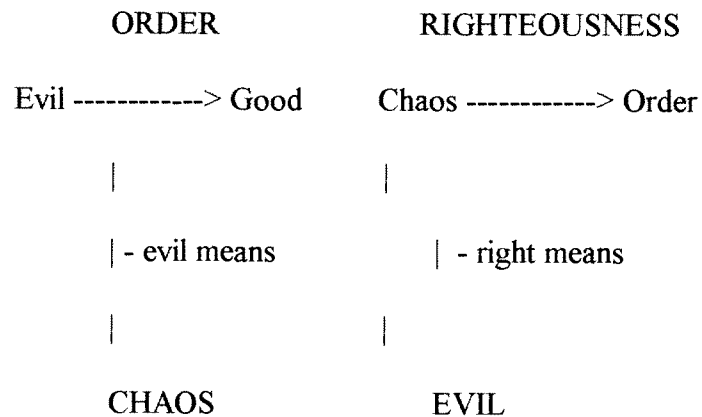 ORDER RIGHTEOUSNESS
Evil ------------> Good Chaos ------------> Order
| |
| - evil means | - right means
| |
CHAOS EVIL